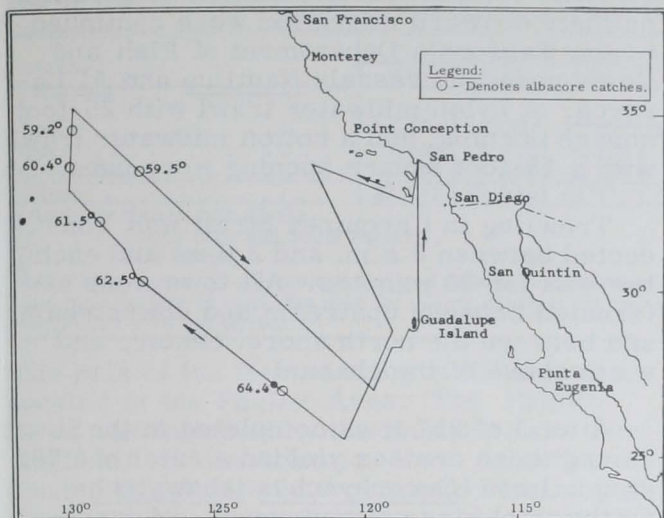 San Francisco
Monterey
Legend:
○ - Denotes albacore catches.
35°
59.2°
Point Conception
60.4°
59.5°
San Pedro
San Diego
61.5°
62.5°
San Quintin
30°
Guadalupe
Island
64.4
Punta
Eugenia
25°
130°
125°
120°
115°